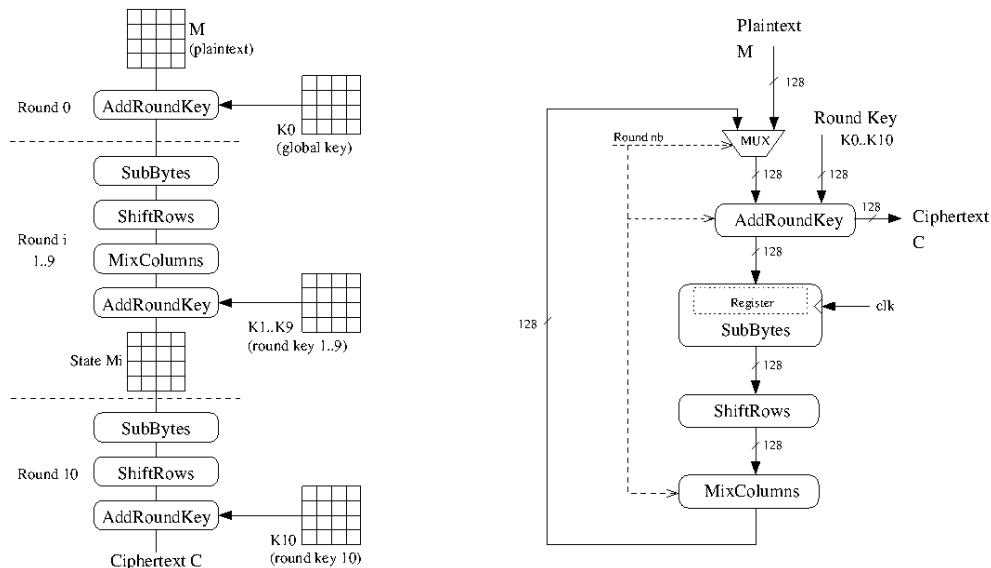 M
(plaintext)
Round 0
AddRoundKey
K0
(global key)
SubBytes
ShiftRows
Round i
1..9
MixColumns
AddRoundKey
K1..K9
(round key 1..9)
State Mi
SubBytes
ShiftRows
Round 10
AddRoundKey
K10
(round key 10)
Ciphertext C
Plaintext
M
128
Round Key
K0..K10
Round nb
MUX
128
128
AddRoundKey
128
Ciphertext
C
128
Register
clk
SubBytes
128
128
ShiftRows
128
MixColumns